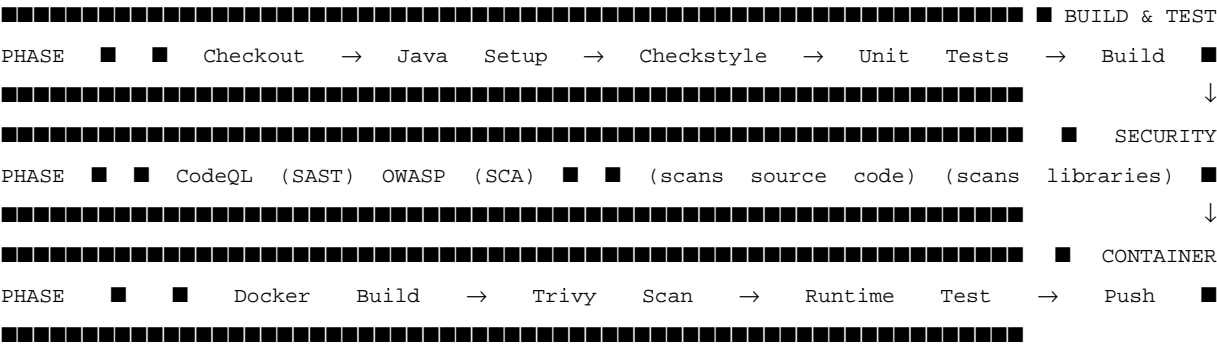 ■■■■■■■■■■■■■■■■■■■■■■■■■■■■■■■■■■■■■■■■■■■■■■■■■■■■■■■■■■■■■■■ ■ BUILD & TEST
PHASE ■ ■ Checkout → Java Setup → Checkstyle → Unit Tests → Build ■
■■■■■■■■■■■■■■■■■■■■■■■■■■■■■■■■■■■■■■■■■■■■■■■■■■■■■■■■■■■■■■■ ↓
■■■■■■■■■■■■■■■■■■■■■■■■■■■■■■■■■■■■■■■■■■■■■■■■■■■■■■■■■■■■■■■ ■ SECURITY
PHASE ■ ■ CodeQL (SAST) OWASP (SCA) ■ ■ (scans source code) (scans libraries) ■
■■■■■■■■■■■■■■■■■■■■■■■■■■■■■■■■■■■■■■■■■■■■■■■■■■■■■■■■■■■■■■■ ↓
■■■■■■■■■■■■■■■■■■■■■■■■■■■■■■■■■■■■■■■■■■■■■■■■■■■■■■■■■■■■■■■ ■ CONTAINER
PHASE ■ ■ Docker Build → Trivy Scan → Runtime Test → Push ■
■■■■■■■■■■■■■■■■■■■■■■■■■■■■■■■■■■■■■■■■■■■■■■■■■■■■■■■■■■■■■■■